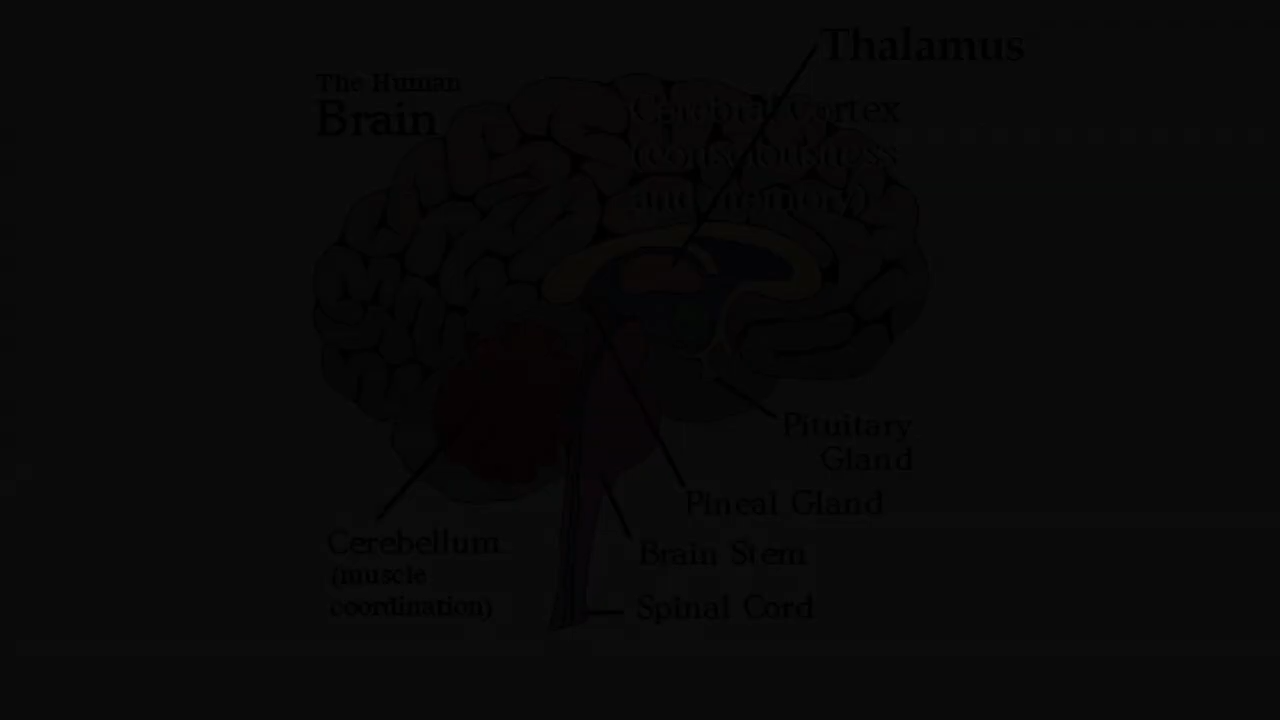 Thalamus
The Human
Brain
Cerebral Cortex
(consciousness
and memory)
Pituitary
Gland
Pineal Gland
Cerebellum
(muscle
coordination)
Brain Stem
Spinal Cord